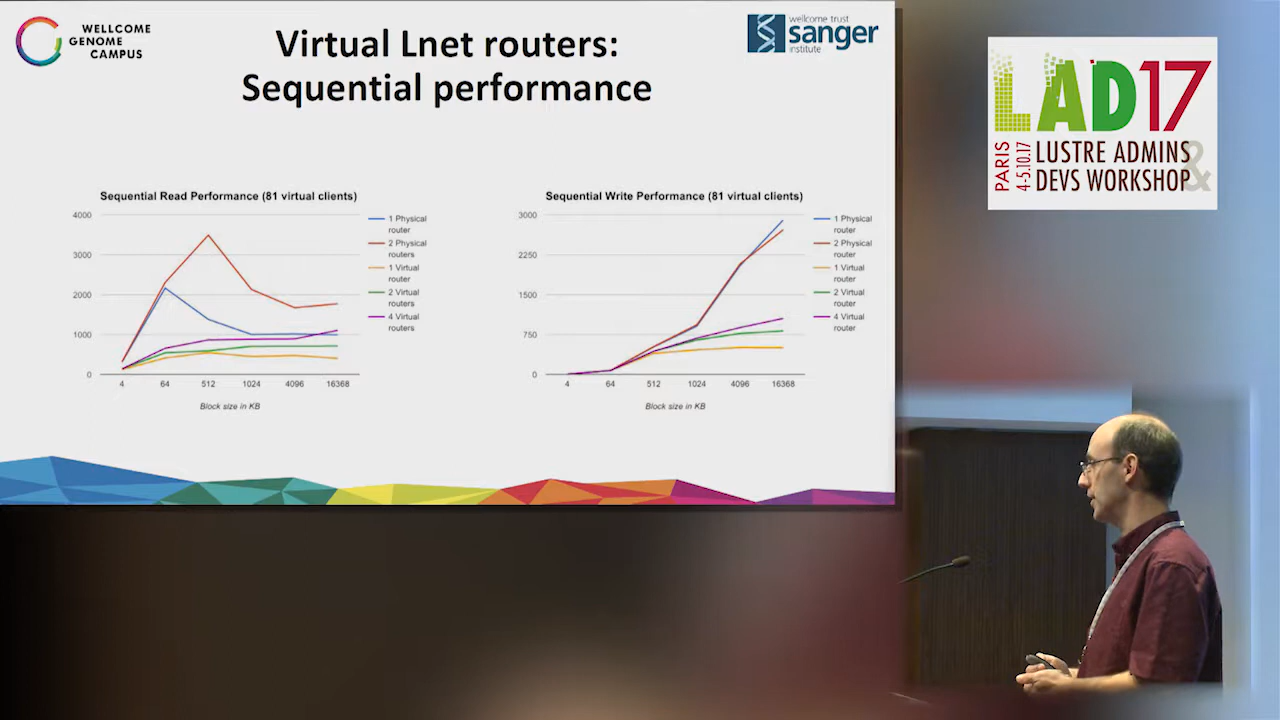 WELLCOME
GENOME
CAMPUS
Virtual Lnet routers:
Sequential performance
wellcome trust
sanger
institute
Sequential Read Performance (81 virtual clients)
4000
3000
2000
1000
0
4 64 512 1024 4096 16368
Block size in KB
1 Physical
router
2 Physical
routers
1 Virtual
router
2 Virtual
routers
4 Virtual
routers
Sequential Write Performance (81 virtual clients)
3000
2250
1500
750
0
4 64 512 1024 4096 16368
Block size in KB
1 Physical
router
2 Physical
router
1 Virtual
router
2 Virtual
router
4 Virtual
router
LAD17
PARIS
4-5.10.17
LUSTRE ADMINS
&
DEVS WORKSHOP